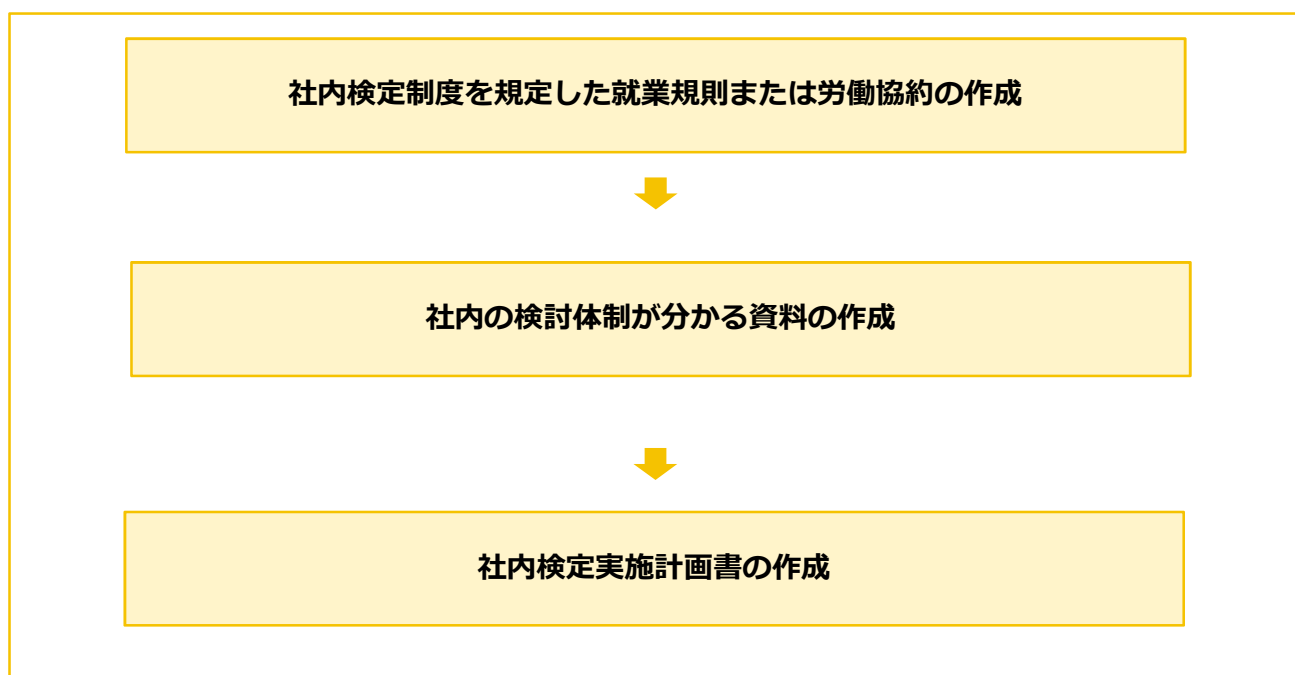 社内検定制度を規定した就業規則または労働協約の作成
社内の検討体制が分かる資料の作成
社内検定実施計画書の作成